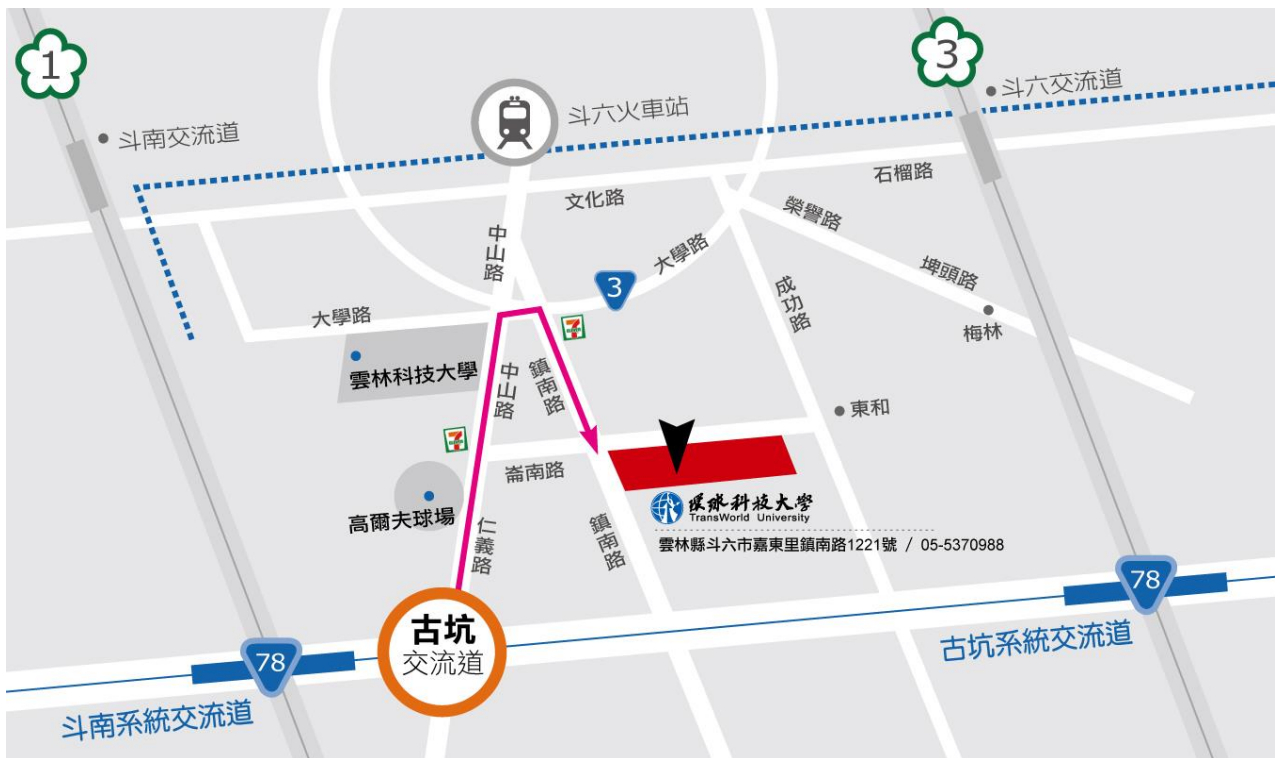 1
3
斗六交流道
斗南交流道
斗六火車站
石榴路
文化路
榮譽路
中山路
大學路
埤頭路
3
成功路
大學路
7
梅林
雲林科技大學
中山路
鎮南路
東和
7
崙南路
高爾夫球場
環球科技大學
TransWorld University
仁義路
鎮南路
雲林縣斗六市嘉東里鎮南路1221號 / 05-5370988
78
古坑
交流道
古坑系統交流道
78
斗南系統交流道